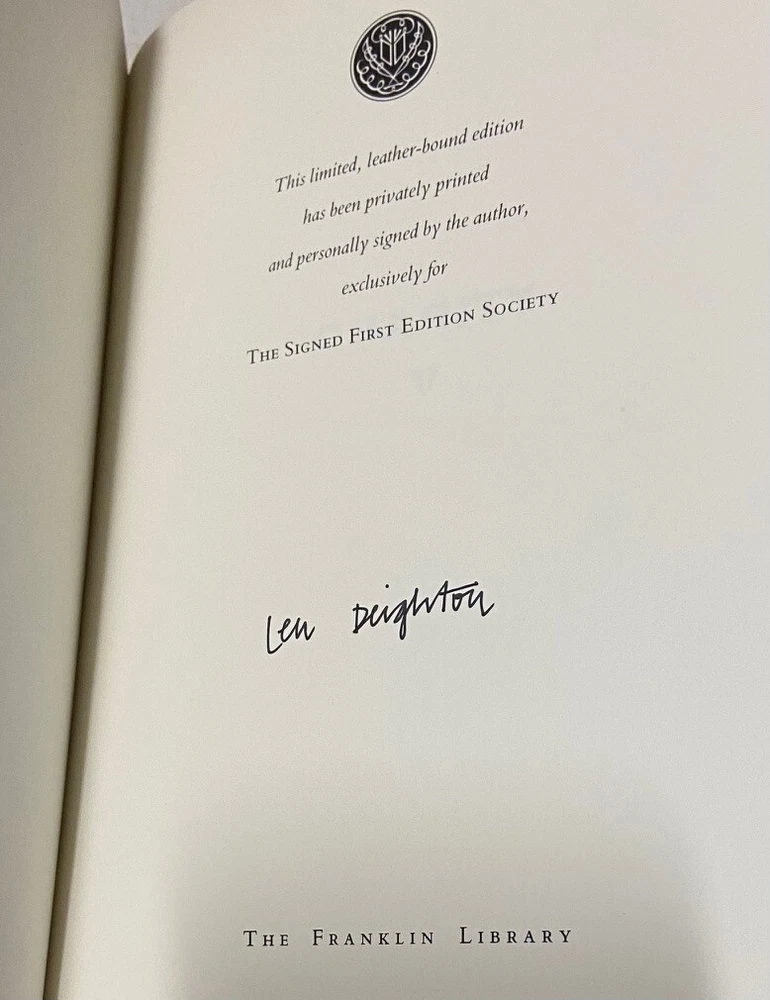 This limited, leather-bound edition
has been privately printed
and personally signed by the author,
exclusively for
THE SIGNED FIRST EDITION SOCIETY
Len Deighton
THE FRANKLIN LIBRARY